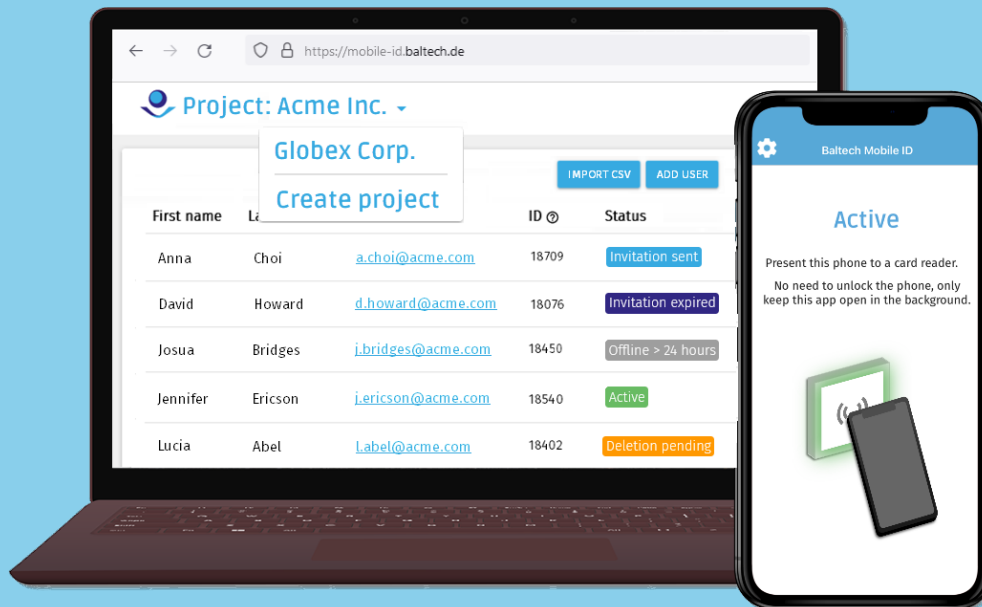 https://mobile-id.baltech.de
Project: Acme Inc.
Globex Corp.
Create project
IMPORT CSV ADD USER
First name La ID Status
Anna Choi a.choi@acme.com 18709 Invitation sent
David Howard d.howard@acme.com 18076 Invitation expired
Josua Bridges j.bridges@acme.com 18450 Offline > 24 hours
Jennifer Ericson j.ericson@acme.com 18540 Active
Lucia Abel l.abel@acme.com 18402 Deletion pending
Baltech Mobile ID
Active
Present this phone to a card reader.
No need to unlock the phone, only
keep this app open in the background.